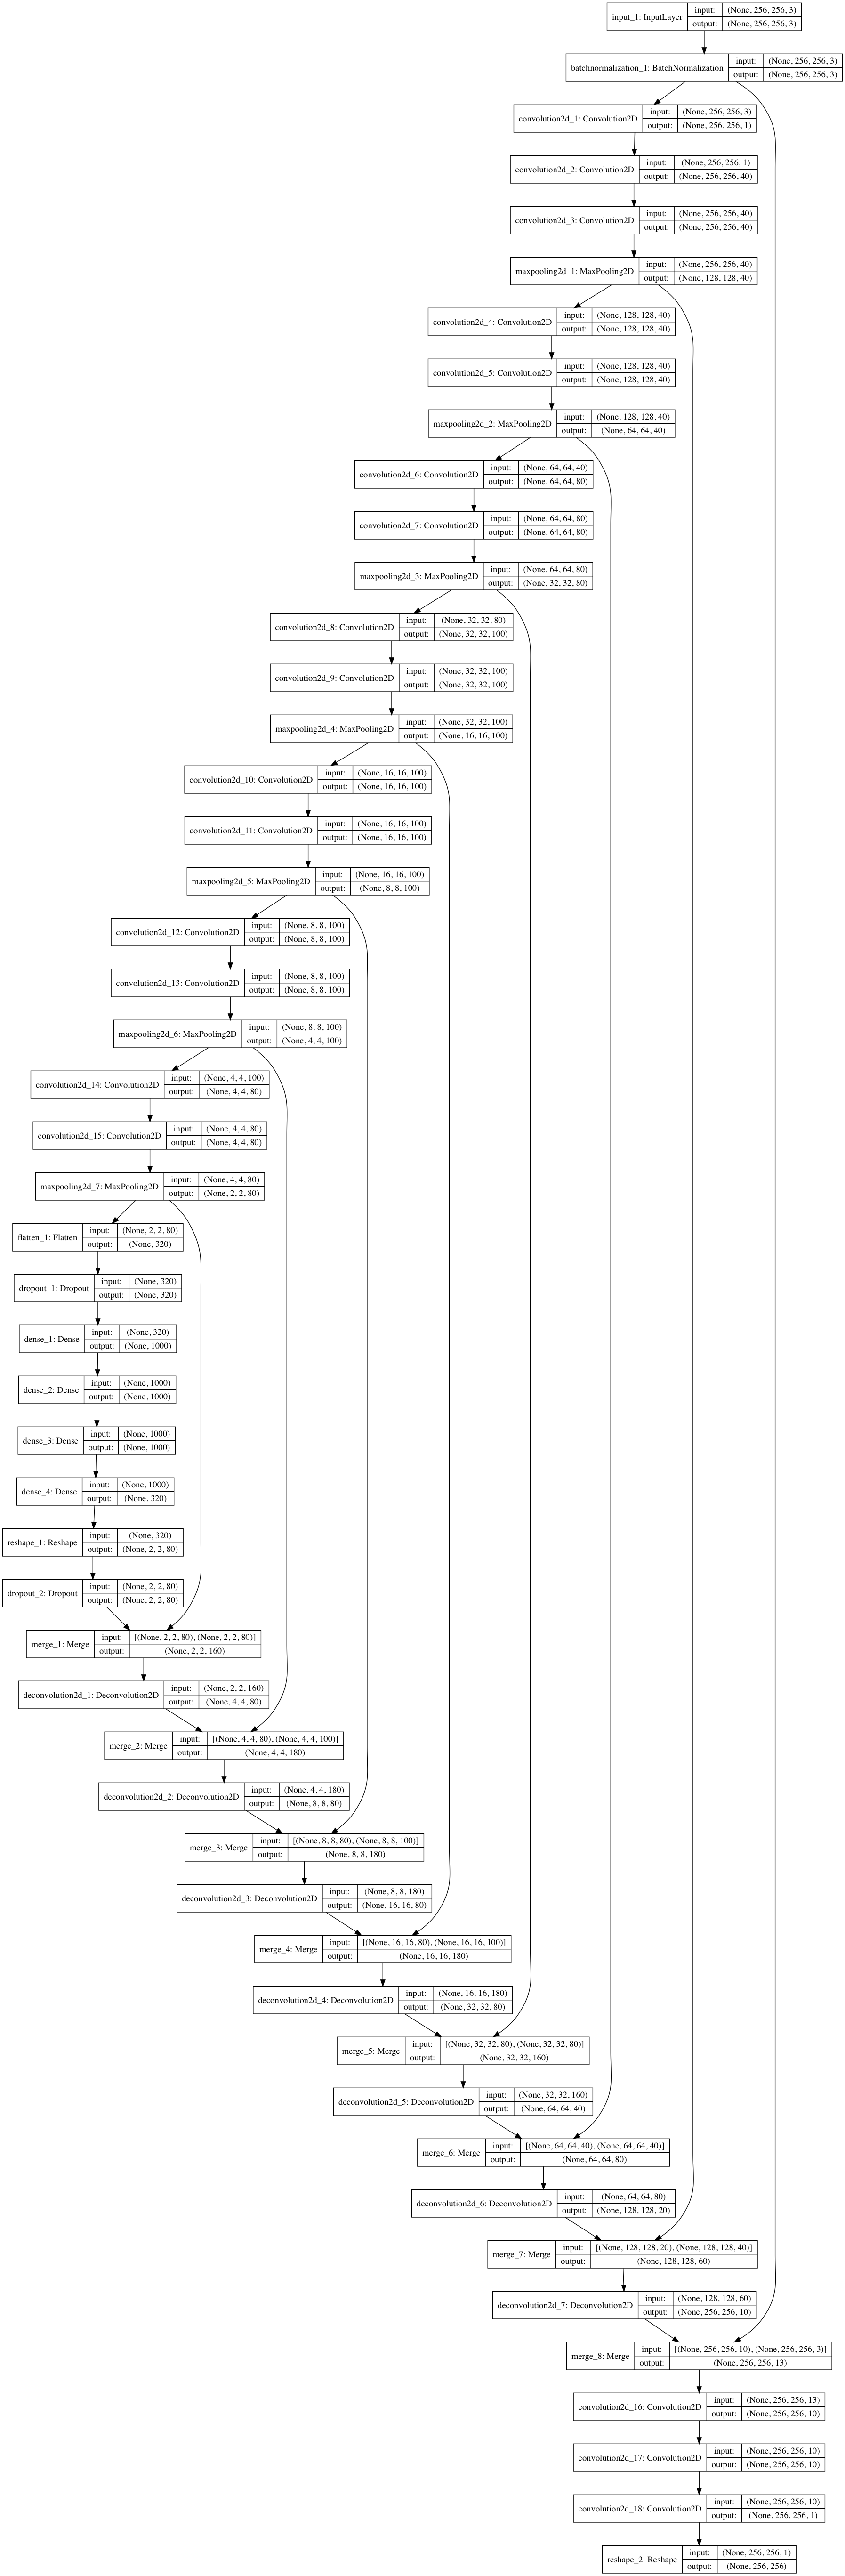 input_1: InputLayer
input: (None, 256, 256, 3)
output: (None, 256, 256, 3)
batchnormalization_1: BatchNormalization
input: (None, 256, 256, 3)
output: (None, 256, 256, 3)
convolution2d_1: Convolution2D
input: (None, 256, 256, 3)
output: (None, 256, 256, 1)
convolution2d_2: Convolution2D
input: (None, 256, 256, 1)
output: (None, 256, 256, 40)
convolution2d_3: Convolution2D
input: (None, 256, 256, 40)
output: (None, 256, 256, 40)
maxpooling2d_1: MaxPooling2D
input: (None, 256, 256, 40)
output: (None, 128, 128, 40)
convolution2d_4: Convolution2D
input: (None, 128, 128, 40)
output: (None, 128, 128, 40)
convolution2d_5: Convolution2D
input: (None, 128, 128, 40)
output: (None, 128, 128, 40)
maxpooling2d_2: MaxPooling2D
input: (None, 128, 128, 40)
output: (None, 64, 64, 40)
convolution2d_6: Convolution2D
input: (None, 64, 64, 40)
output: (None, 64, 64, 80)
convolution2d_7: Convolution2D
input: (None, 64, 64, 80)
output: (None, 64, 64, 80)
maxpooling2d_3: MaxPooling2D
input: (None, 64, 64, 80)
output: (None, 32, 32, 80)
convolution2d_8: Convolution2D
input: (None, 32, 32, 80)
output: (None, 32, 32, 100)
convolution2d_9: Convolution2D
input: (None, 32, 32, 100)
output: (None, 32, 32, 100)
maxpooling2d_4: MaxPooling2D
input: (None, 32, 32, 100)
output: (None, 16, 16, 100)
convolution2d_10: Convolution2D
input: (None, 16, 16, 100)
output: (None, 16, 16, 100)
convolution2d_11: Convolution2D
input: (None, 16, 16, 100)
output: (None, 16, 16, 100)
maxpooling2d_5: MaxPooling2D
input: (None, 16, 16, 100)
output: (None, 8, 8, 100)
convolution2d_12: Convolution2D
input: (None, 8, 8, 100)
output: (None, 8, 8, 100)
convolution2d_13: Convolution2D
input: (None, 8, 8, 100)
output: (None, 8, 8, 100)
maxpooling2d_6: MaxPooling2D
input: (None, 8, 8, 100)
output: (None, 4, 4, 100)
convolution2d_14: Convolution2D
input: (None, 4, 4, 100)
output: (None, 4, 4, 80)
convolution2d_15: Convolution2D
input: (None, 4, 4, 80)
output: (None, 4, 4, 80)
maxpooling2d_7: MaxPooling2D
input: (None, 4, 4, 80)
output: (None, 2, 2, 80)
flatten_1: Flatten
input: (None, 2, 2, 80)
output: (None, 320)
dropout_1: Dropout
input: (None, 320)
output: (None, 320)
dense_1: Dense
input: (None, 320)
output: (None, 1000)
dense_2: Dense
input: (None, 1000)
output: (None, 1000)
dense_3: Dense
input: (None, 1000)
output: (None, 1000)
dense_4: Dense
input: (None, 1000)
output: (None, 320)
reshape_1: Reshape
input: (None, 320)
output: (None, 2, 2, 80)
dropout_2: Dropout
input: (None, 2, 2, 80)
output: (None, 2, 2, 80)
merge_1: Merge
input: [(None, 2, 2, 80), (None, 2, 2, 80)]
output: (None, 2, 2, 160)
deconvolution2d_1: Deconvolution2D
input: (None, 2, 2, 160)
output: (None, 4, 4, 80)
merge_2: Merge
input: [(None, 4, 4, 80), (None, 4, 4, 100)]
output: (None, 4, 4, 180)
deconvolution2d_2: Deconvolution2D
input: (None, 4, 4, 180)
output: (None, 8, 8, 80)
merge_3: Merge
input: [(None, 8, 8, 80), (None, 8, 8, 100)]
output: (None, 8, 8, 180)
deconvolution2d_3: Deconvolution2D
input: (None, 8, 8, 180)
output: (None, 16, 16, 80)
merge_4: Merge
input: [(None, 16, 16, 80), (None, 16, 16, 100)]
output: (None, 16, 16, 180)
deconvolution2d_4: Deconvolution2D
input: (None, 16, 16, 180)
output: (None, 32, 32, 80)
merge_5: Merge
input: [(None, 32, 32, 80), (None, 32, 32, 80)]
output: (None, 32, 32, 160)
deconvolution2d_5: Deconvolution2D
input: (None, 32, 32, 160)
output: (None, 64, 64, 40)
merge_6: Merge
input: [(None, 64, 64, 40), (None, 64, 64, 40)]
output: (None, 64, 64, 80)
deconvolution2d_6: Deconvolution2D
input: (None, 64, 64, 80)
output: (None, 128, 128, 20)
merge_7: Merge
input: [(None, 128, 128, 20), (None, 128, 128, 40)]
output: (None, 128, 128, 60)
deconvolution2d_7: Deconvolution2D
input: (None, 128, 128, 60)
output: (None, 256, 256, 10)
merge_8: Merge
input: [(None, 256, 256, 10), (None, 256, 256, 3)]
output: (None, 256, 256, 13)
convolution2d_16: Convolution2D
input: (None, 256, 256, 13)
output: (None, 256, 256, 10)
convolution2d_17: Convolution2D
input: (None, 256, 256, 10)
output: (None, 256, 256, 10)
convolution2d_18: Convolution2D
input: (None, 256, 256, 10)
output: (None, 256, 256, 1)
reshape_2: Reshape
input: (None, 256, 256, 1)
output: (None, 256, 256)